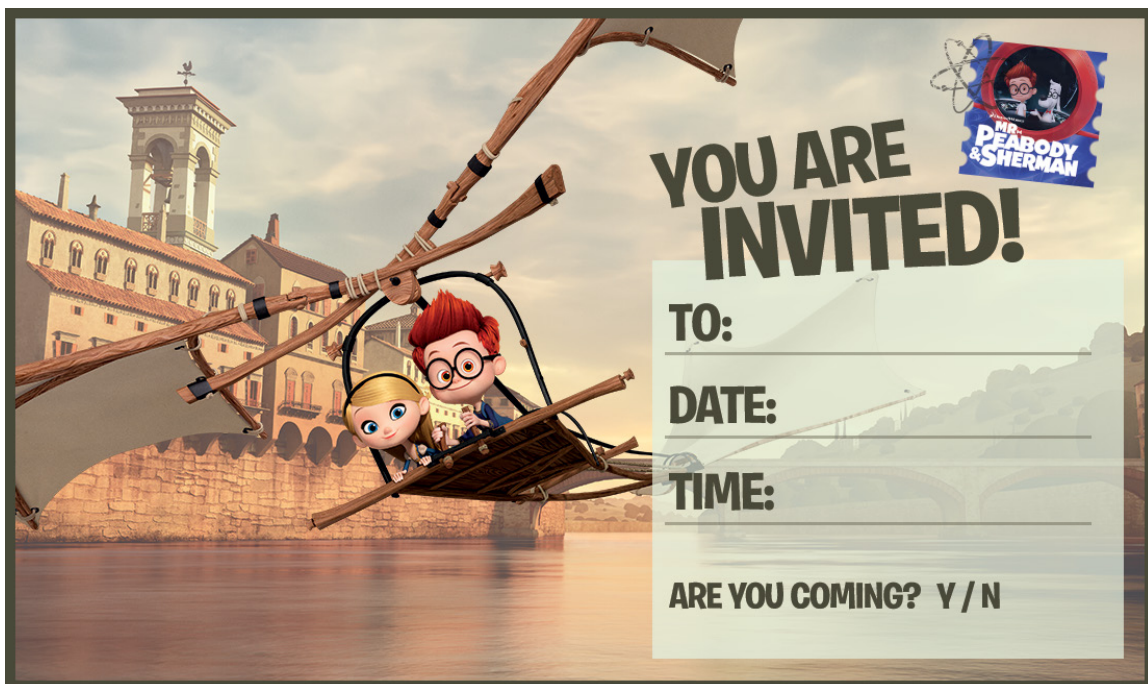 YOU ARE
INVITED!
MR.
PEABODY
& SHERMAN
TO:
DATE:
TIME:
ARE YOU COMING? Y / N